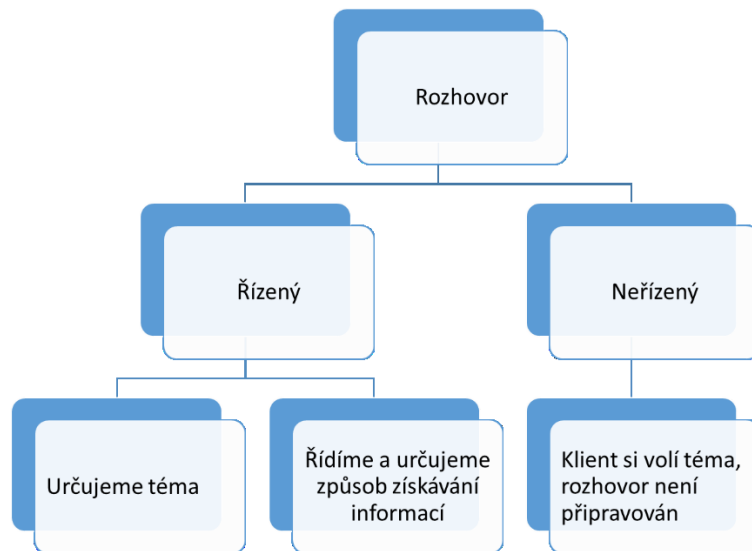 Rozhovor
Řízený
Neřízený
Určujeme téma
Řídíme a určujeme
způsob získávání
informací
Klient si volí téma,
rozhovor není
připravován